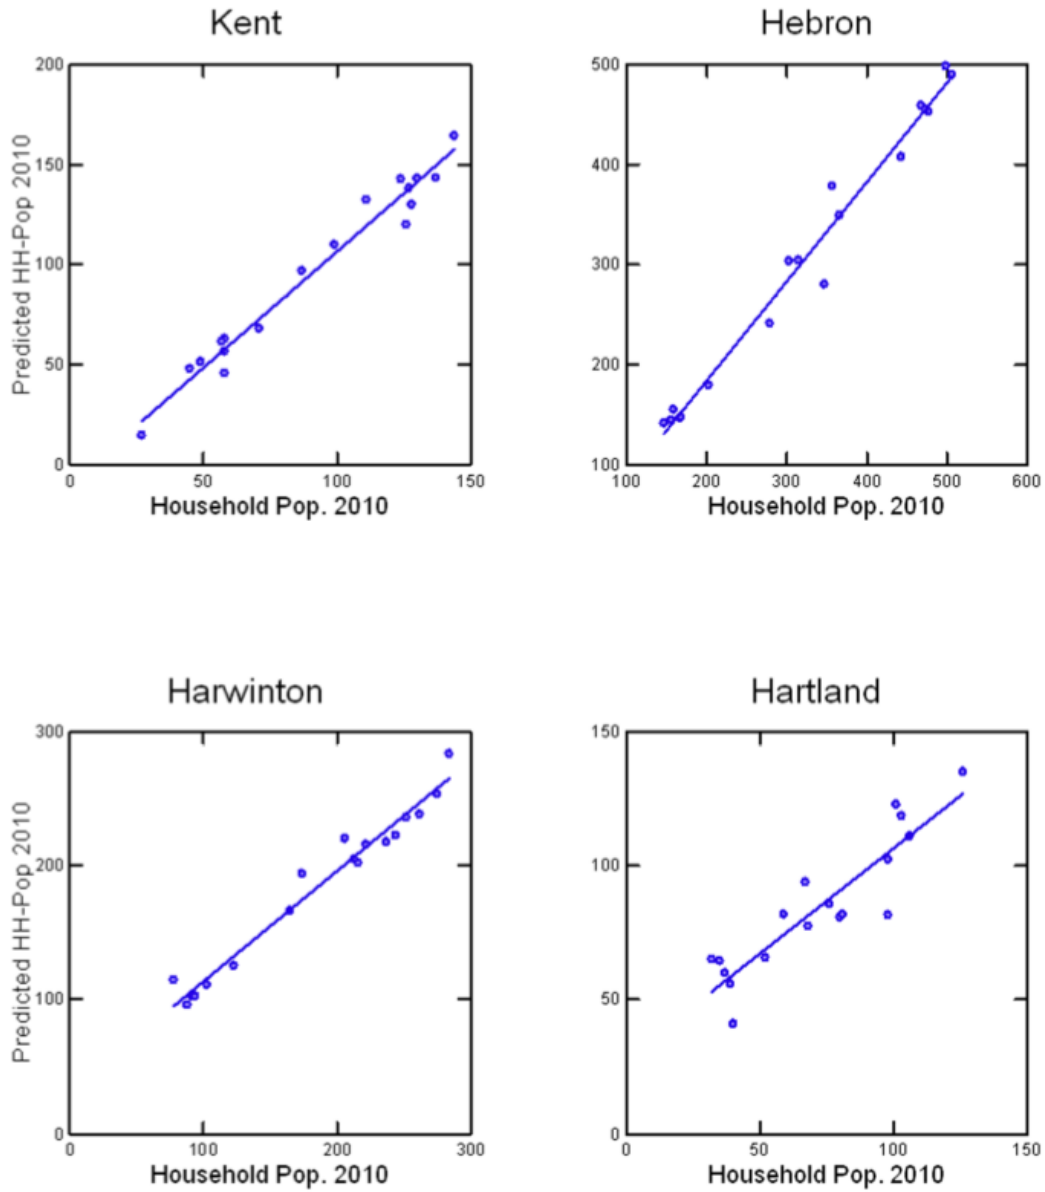 Kent
Hebron
200
150
100
50
0
Predicted HH-Pop 2010
0 50 100 150
Household Pop. 2010
500
400
300
200
100
100 200 300 400 500 600
Household Pop. 2010
Harwinton
Hartland
300
200
100
0
Predicted HH-Pop 2010
0 100 200 300
Household Pop. 2010
150
100
50
0
0 50 100 150
Household Pop. 2010